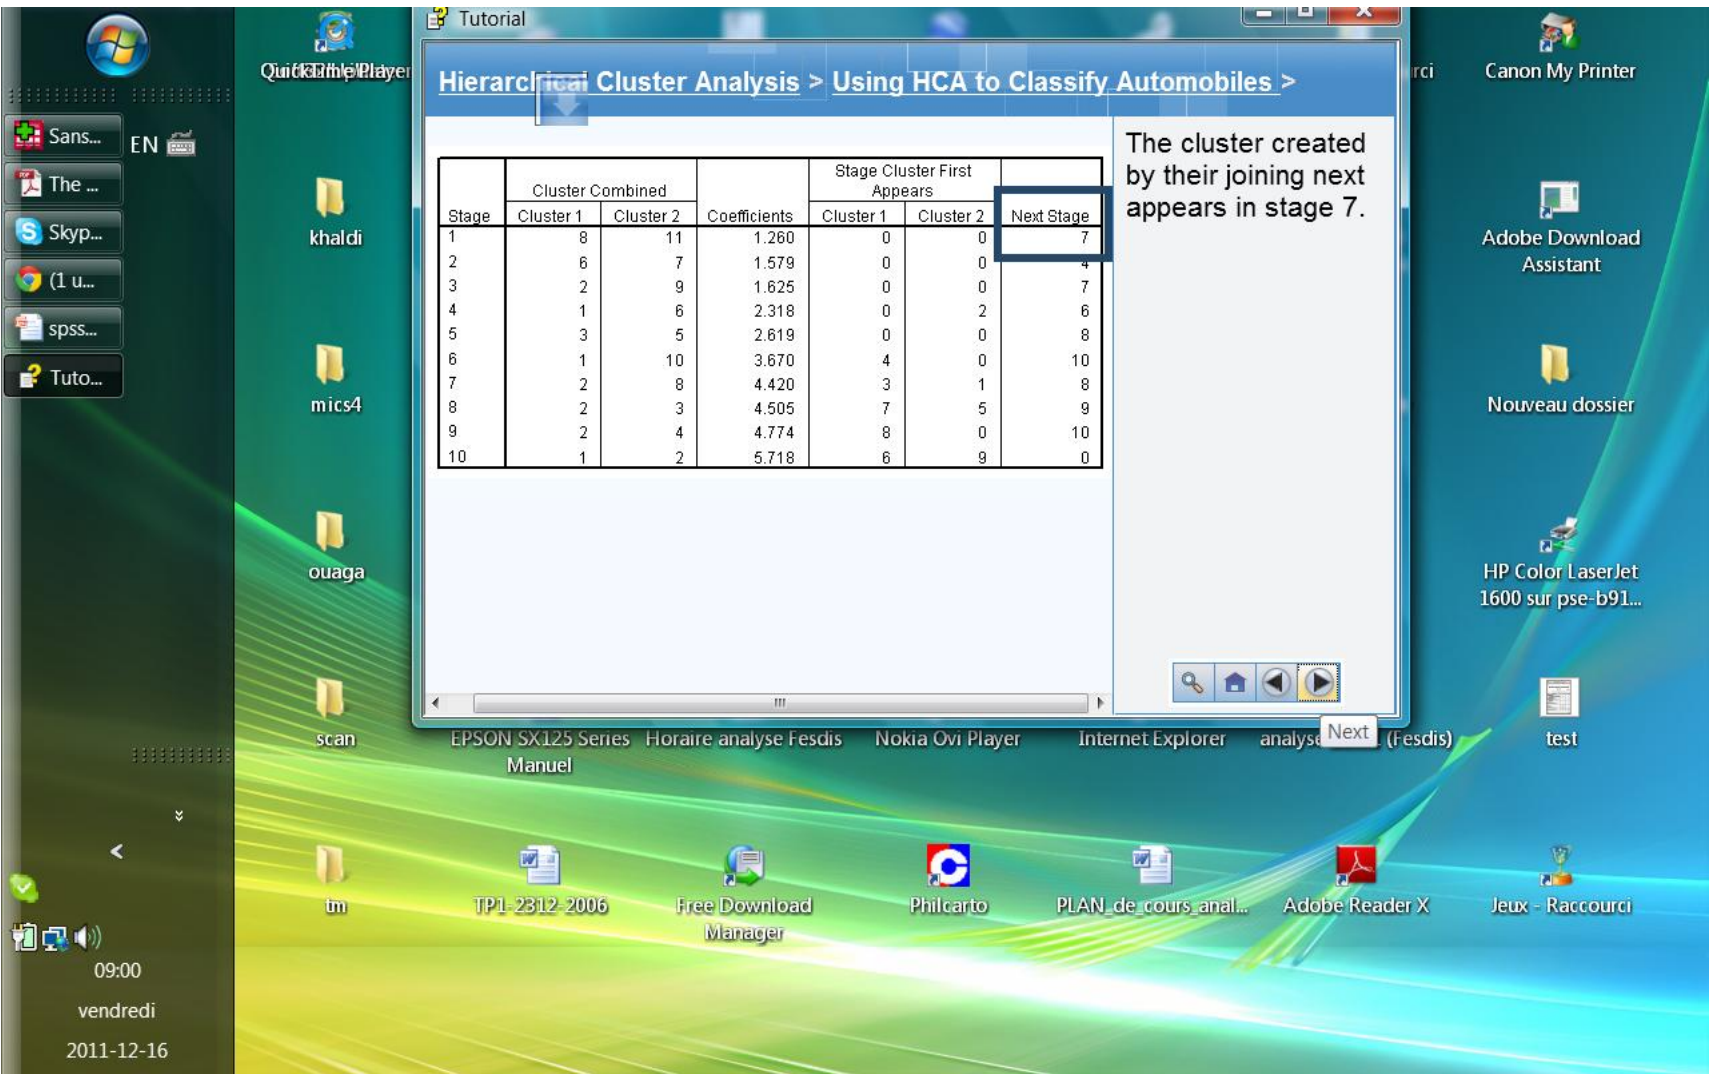 Tutorial
Hierarchical Cluster Analysis > Using HCA to Classify Automobiles >
The cluster created
by their joining next
appears in stage 7.
Cluster Combined
Stage Cluster First
Appears
Stage Cluster 1 Cluster 2 Coefficients Cluster 1 Cluster 2 Next Stage
1 8 11 1.260 0 0 7
2 6 7 1.579 0 0 4
3 2 9 1.625 0 0 7
4 1 6 2.318 0 2 6
5 3 5 2.619 0 0 8
6 1 10 3.670 4 0 10
7 2 8 4.420 3 1 8
8 2 3 4.505 7 5 9
9 2 4 4.774 8 0 10
10 1 2 5.718 6 9 0
Next
Sans...
EN
The ...
Skyp...
(1 u...
spss...
Tuto...
09:00
vendredi
2011-12-16
khaldi
mics4
ouaga
scan
tm
EPSON SX125 Series
Manuel
Horaire analyse Fesdis
Nokia Ovi Player
Internet Explorer
(Fesdis)
test
TP1-2312-2006
Free Download
Manager
Philcarto
PLAN_de_cours_anal...
Adobe Reader X
Jeux - Raccourci
Canon My Printer
Adobe Download
Assistant
Nouveau dossier
HP Color LaserJet
1600 sur pse-b91...